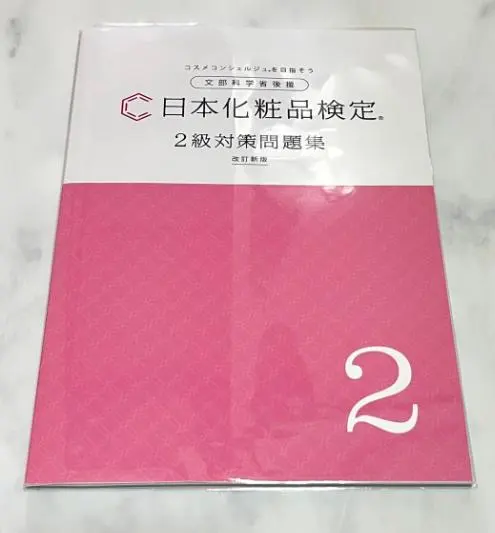 コスメコンシェルジュ®を目指そう
文部科学省後援
日本化粧品検定®
2級対策問題集
改訂新版
2